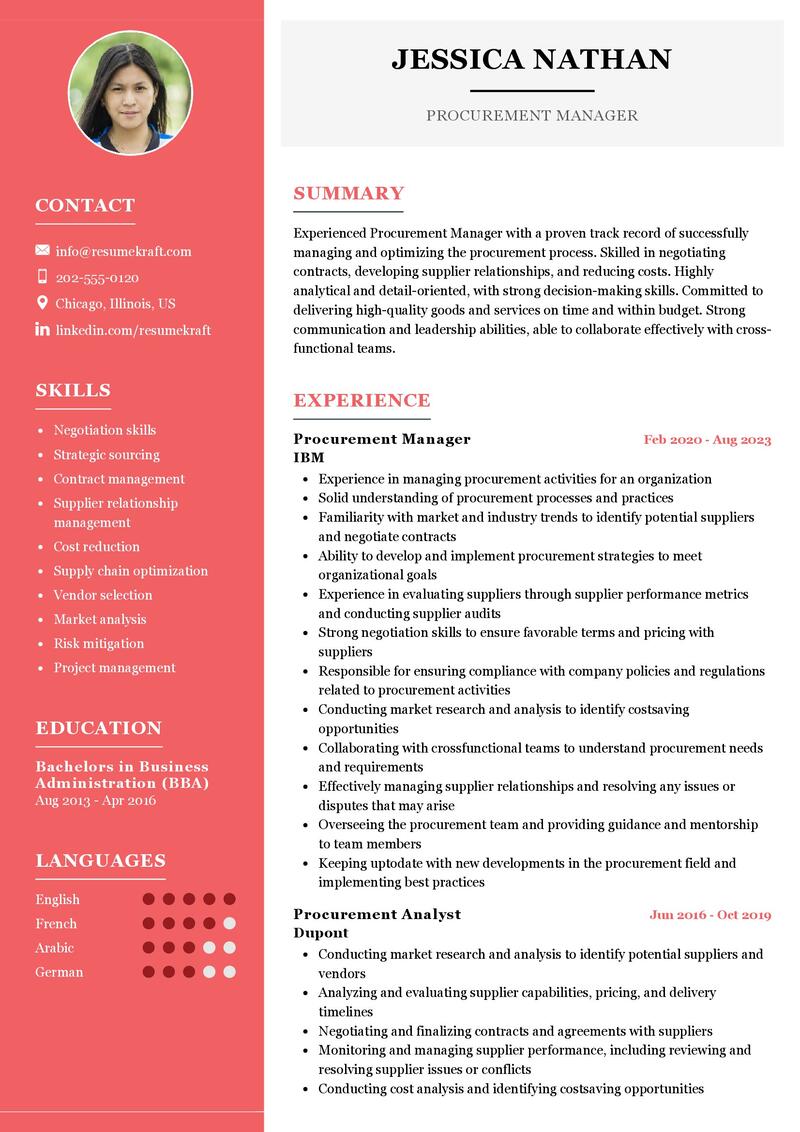 JESSICA NATHAN
PROCUREMENT MANAGER
CONTACT
info@resumekraft.com
202-555-0120
Chicago, Illinois, US
linkedin.com/resumekraft
SKILLS
Negotiation skills
Strategic sourcing
Contract management
Supplier relationship
management
Cost reduction
Supply chain optimization
Vendor selection
Market analysis
Risk mitigation
Project management
EDUCATION
Bachelors in Business
Administration (BBA)
Aug 2013 - Apr 2016
LANGUAGES
English
French
Arabic
German
SUMMARY
Experienced Procurement Manager with a proven track record of successfully
managing and optimizing the procurement process. Skilled in negotiating
contracts, developing supplier relationships, and reducing costs. Highly
analytical and detail-oriented, with strong decision-making skills. Committed to
delivering high-quality goods and services on time and within budget. Strong
communication and leadership abilities, able to collaborate effectively with cross-
functional teams.
EXPERIENCE
Procurement Manager Feb 2020 - Aug 2023
IBM
• Experience in managing procurement activities for an organization
• Solid understanding of procurement processes and practices
• Familiarity with market and industry trends to identify potential suppliers
and negotiate contracts
• Ability to develop and implement procurement strategies to meet
organizational goals
• Experience in evaluating suppliers through supplier performance metrics
and conducting supplier audits
• Strong negotiation skills to ensure favorable terms and pricing with
suppliers
• Responsible for ensuring compliance with company policies and regulations
related to procurement activities
• Conducting market research and analysis to identify costsaving
opportunities
• Collaborating with crossfunctional teams to understand procurement needs
and requirements
• Effectively managing supplier relationships and resolving any issues or
disputes that may arise
• Overseeing the procurement team and providing guidance and mentorship
to team members
• Keeping uptodate with new developments in the procurement field and
implementing best practices
Procurement Analyst Jun 2016 - Oct 2019
Dupont
• Conducting market research and analysis to identify potential suppliers and
vendors
• Analyzing and evaluating supplier capabilities, pricing, and delivery
timelines
• Negotiating and finalizing contracts and agreements with suppliers
• Monitoring and managing supplier performance, including reviewing and
resolving supplier issues or conflicts
• Conducting cost analysis and identifying costsaving opportunities